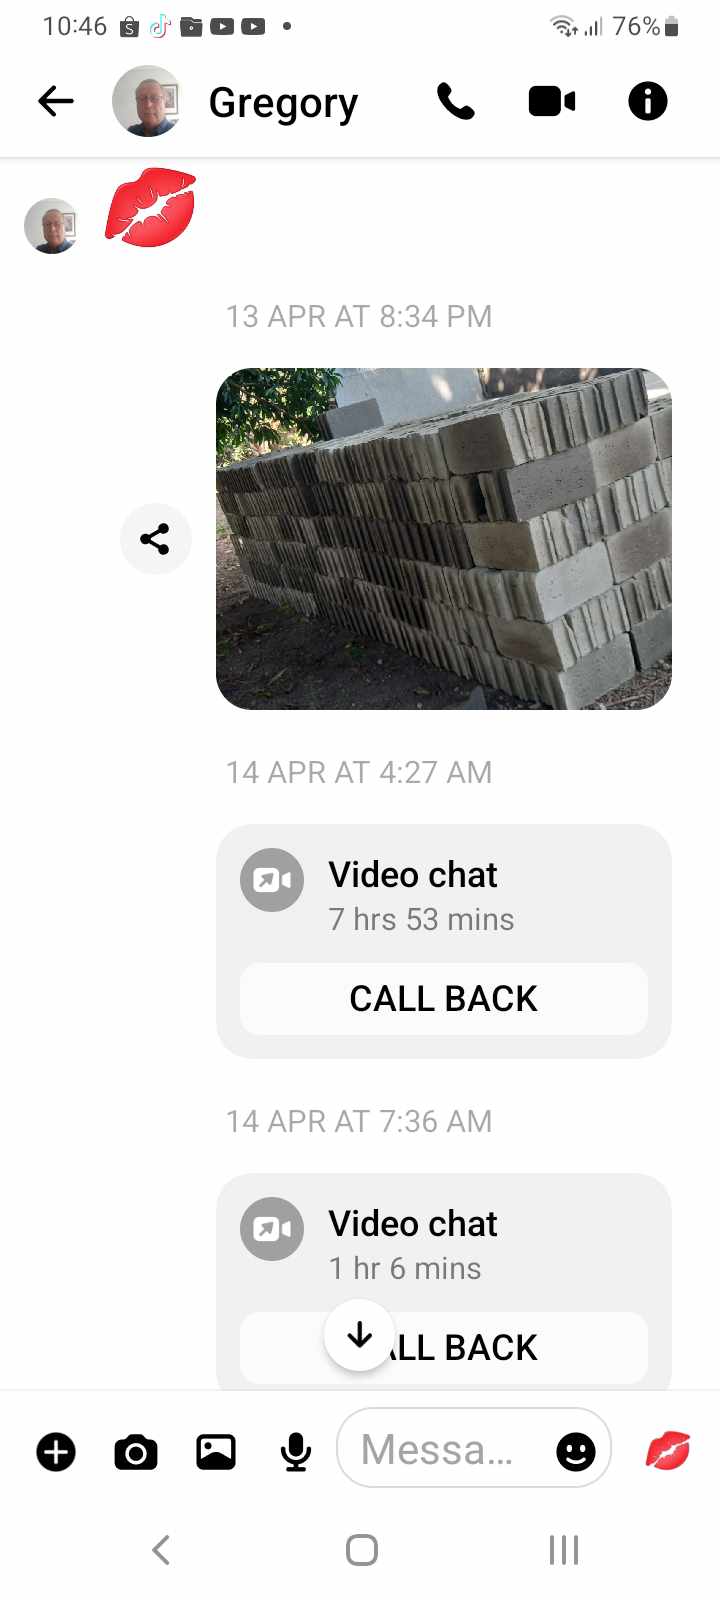 10:46 76%
Gregory
13 APR AT 8:34 PM
14 APR AT 4:27 AM
Video chat
7 hrs 53 mins
CALL BACK
14 APR AT 7:36 AM
Video chat
1 hr 6 mins
ALL BACK
Messa...